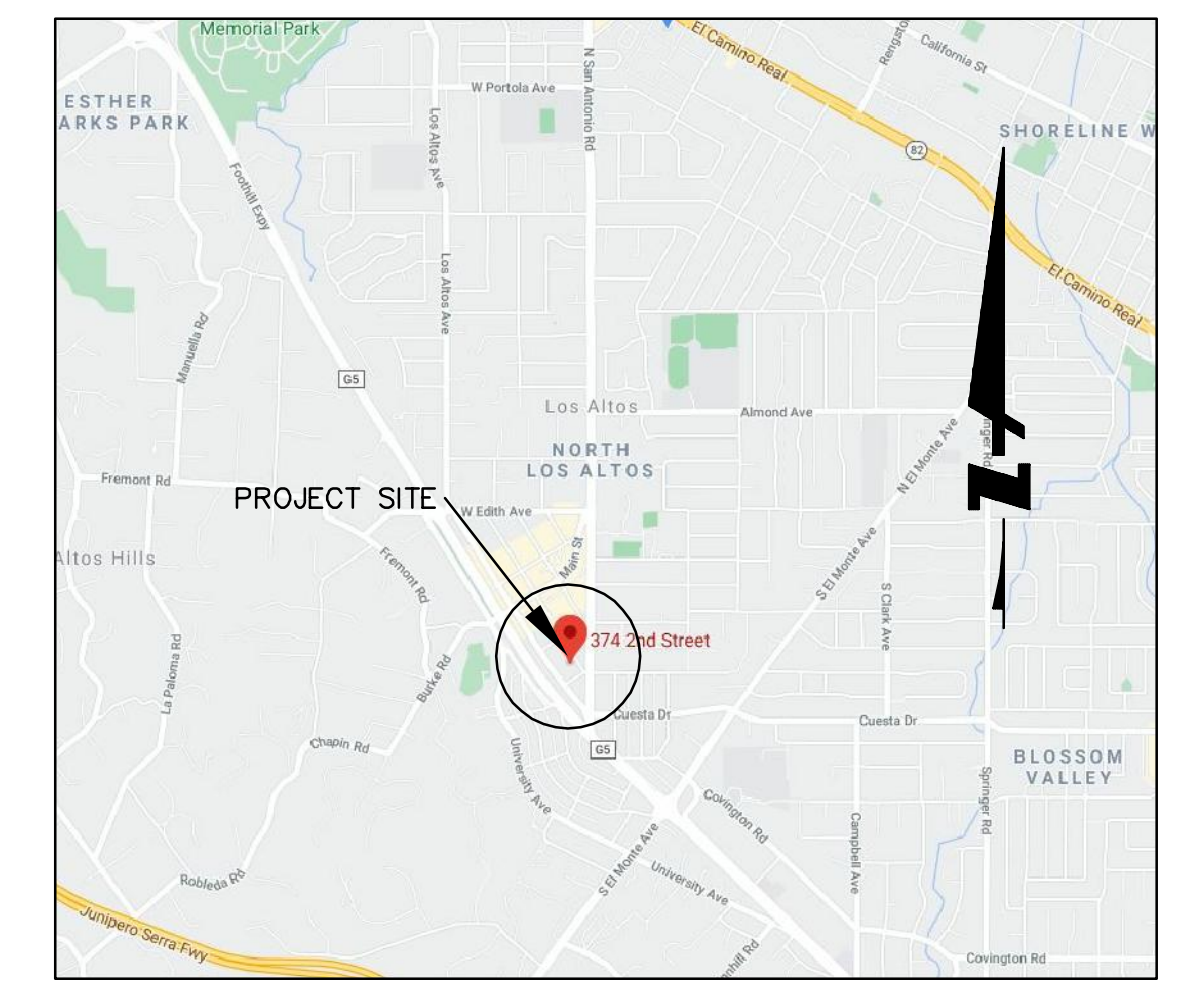 Memorial Park
El Camino Real
California St
N San Antonio Rd
W Portola Ave
ESTHER
ARKS PARK
Los Altos Ave
SHORELINE W
82
Foothill Expy
Los Altos Ave
El Camino Real
Manuella Rd
G5
Los Altos
Almond Ave
N El Monte Ave
NORTH
LOS ALTOS
Fremont Rd
PROJECT SITE
W Edith Ave
N
Main St
Altos Hills
Fremont Rd
S El Monte Ave
S Clark Ave
374 2nd Street
La Paloma Rd
Burke Rd
Cuesta Dr
Cuesta Dr
Chapin Rd
G5
University Ave
BLOSSOM
VALLEY
Springer Rd
Covington Rd
Campbell Ave
S El Monte Ave
University Ave
Robleda Rd
Junipero Serra Fwy
Covington Rd